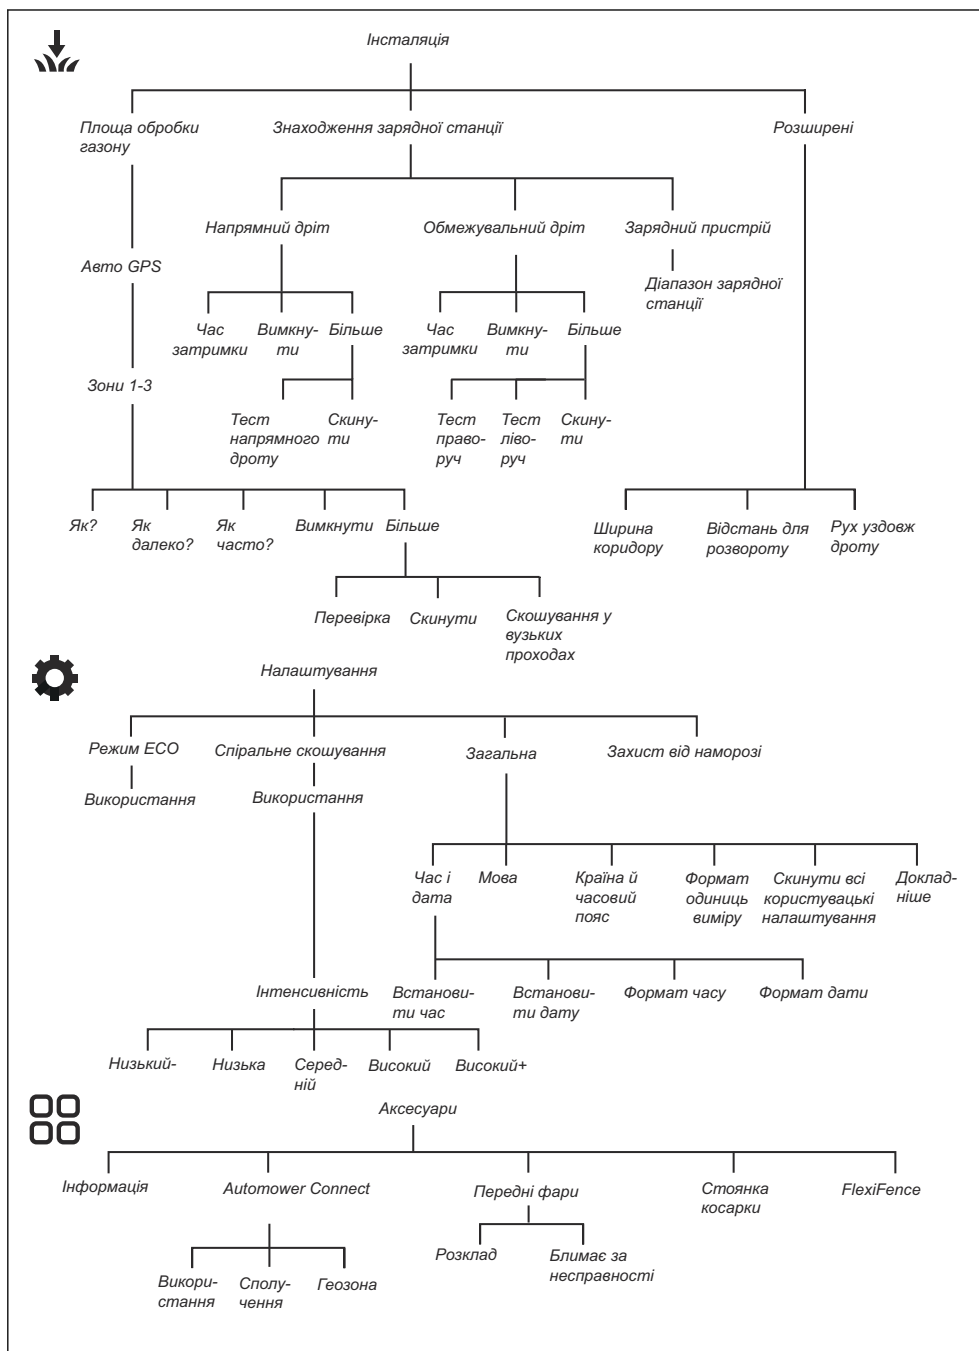 Інсталяція
Площа обробки
газону
Знаходження зарядної станції
Розширені
Напрямний дріт
Обмежувальний дріт
Зарядний пристрій
Авто GPS
Діапазон зарядної
станції
Час
затримки
Вимкну-
ти
Більше
Час
затримки
Вимкну-
ти
Більше
Зони 1-3
Тест
напрямного
дроту
Скину-
ти
Тест
право-
руч
Тест
ліво-
руч
Скину-
ти
Як?
Як
далеко?
Як
часто?
Вимкнути
Більше
Ширина
коридору
Відстань для
розвороту
Рух уздовж
дроту
Перевірка
Скинути
Скошування у
вузьких
проходах
Налаштування
Режим ECO
Спіральне скошування
Загальна
Захист від наморозі
Використання
Використання
Час і
дата
Мова
Країна й
часовий
пояс
Формат
одиниць
виміру
Скинути всі
користувацькі
налаштування
Доклад-
ніше
Інтенсивність
Встанови-
ти час
Встанови-
ти дату
Формат часу
Формат дати
Низький-
Низька
Серед-
ній
Високий
Високий+
Аксесуари
Інформація
Automower Connect
Передні фари
Стоянка
косарки
FlexiFence
Розклад
Блимає за
несправності
Викори-
стання
Сполу-
чення
Геозона